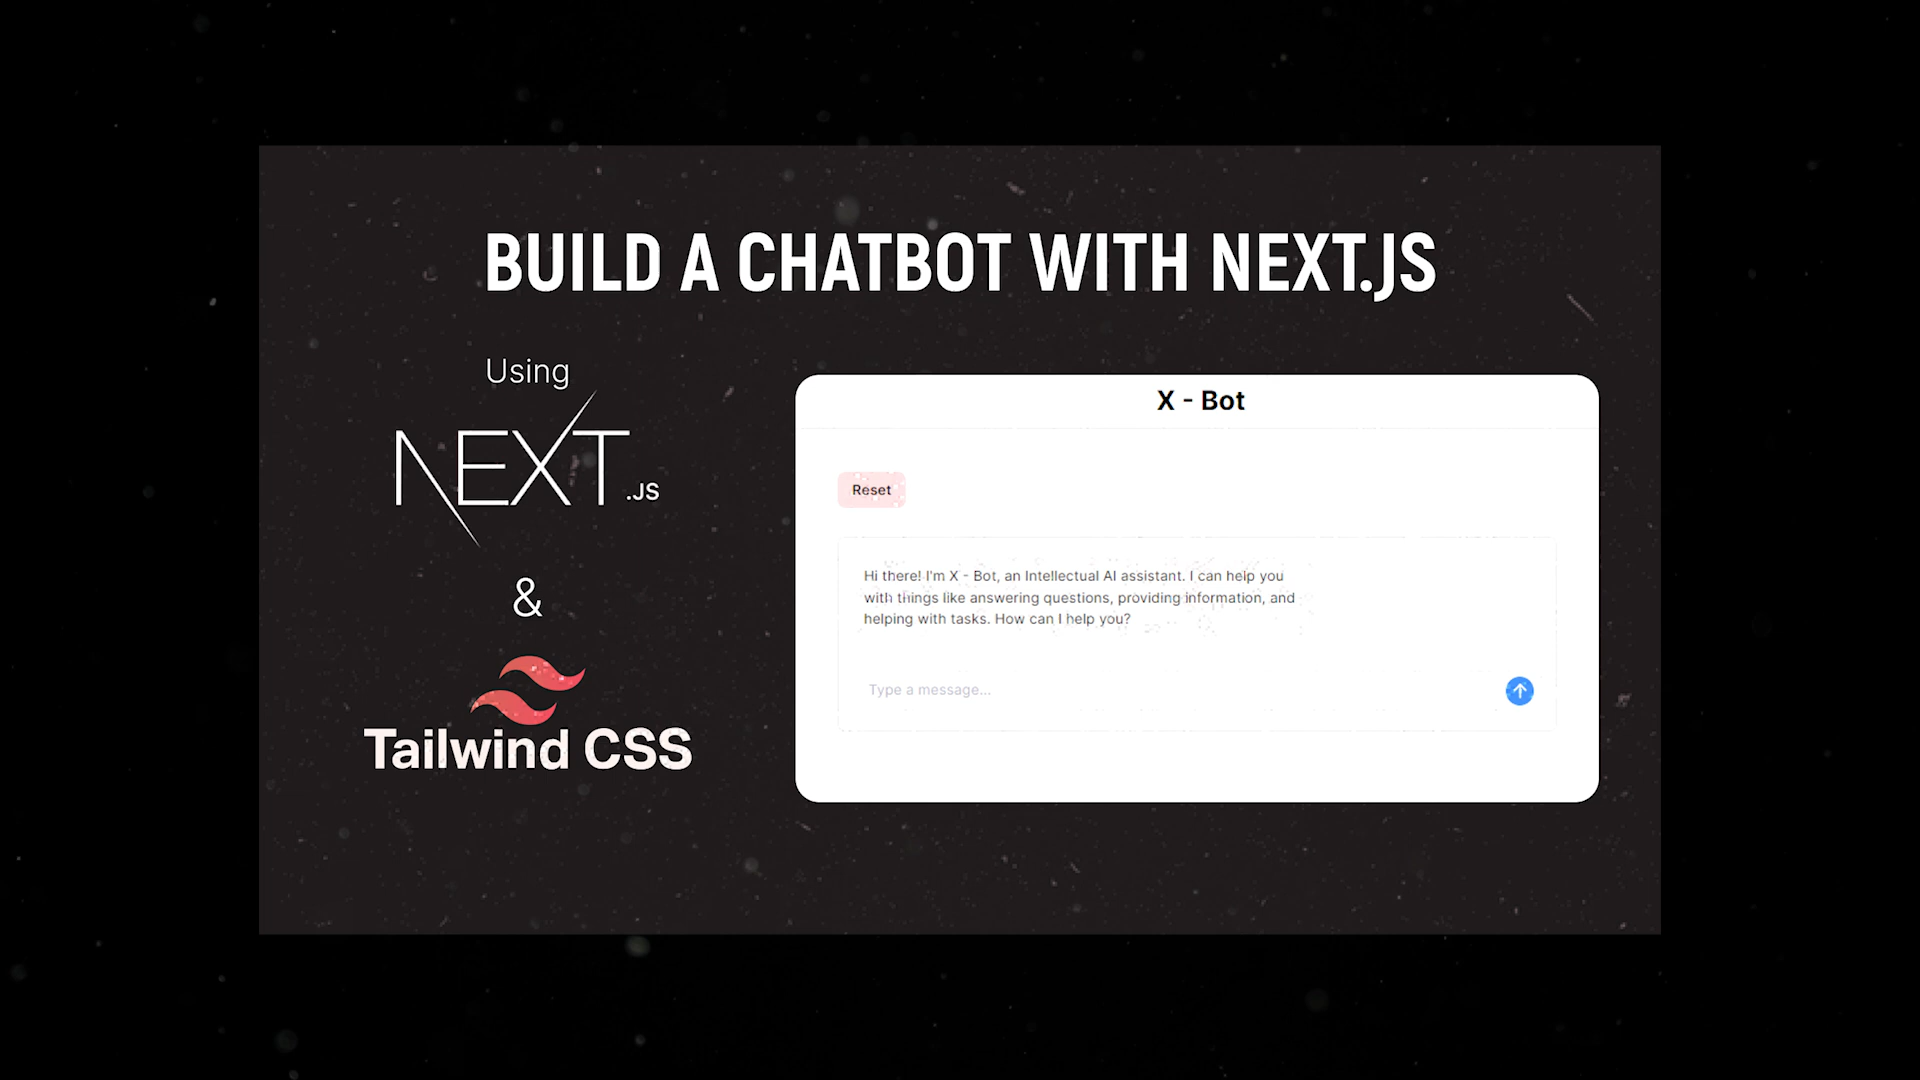 BUILD A CHATBOT WITH NEXT.JS
Using
NEXT.JS
&
Tailwind CSS
X - Bot
Reset
Hi there! I'm X - Bot, an Intellectual AI assistant. I can help you
with things like answering questions, providing information, and
helping with tasks. How can I help you?
Type a message...